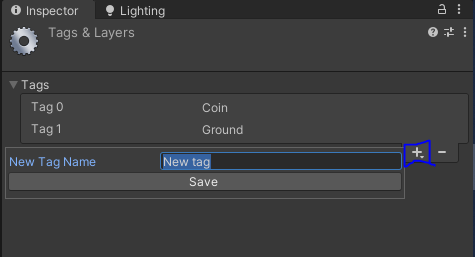 Inspector Lighting
Tags & Layers
Tags
Tag 0 Coin
Tag 1 Ground
New Tag Name New tag
Save